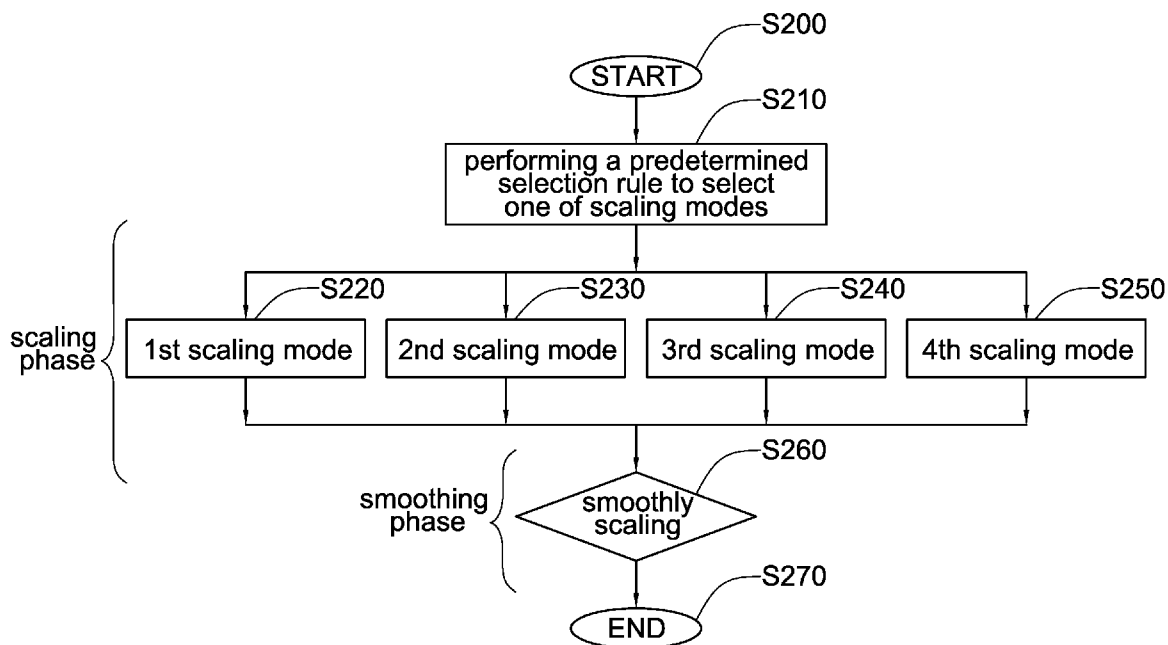 S200
START
S210
performing a predetermined
selection rule to select
one of scaling modes
S220
S230
S240
S250
scaling
phase
1st scaling mode
2nd scaling mode
3rd scaling mode
4th scaling mode
S260
smoothing
phase
smoothly
scaling
S270
END